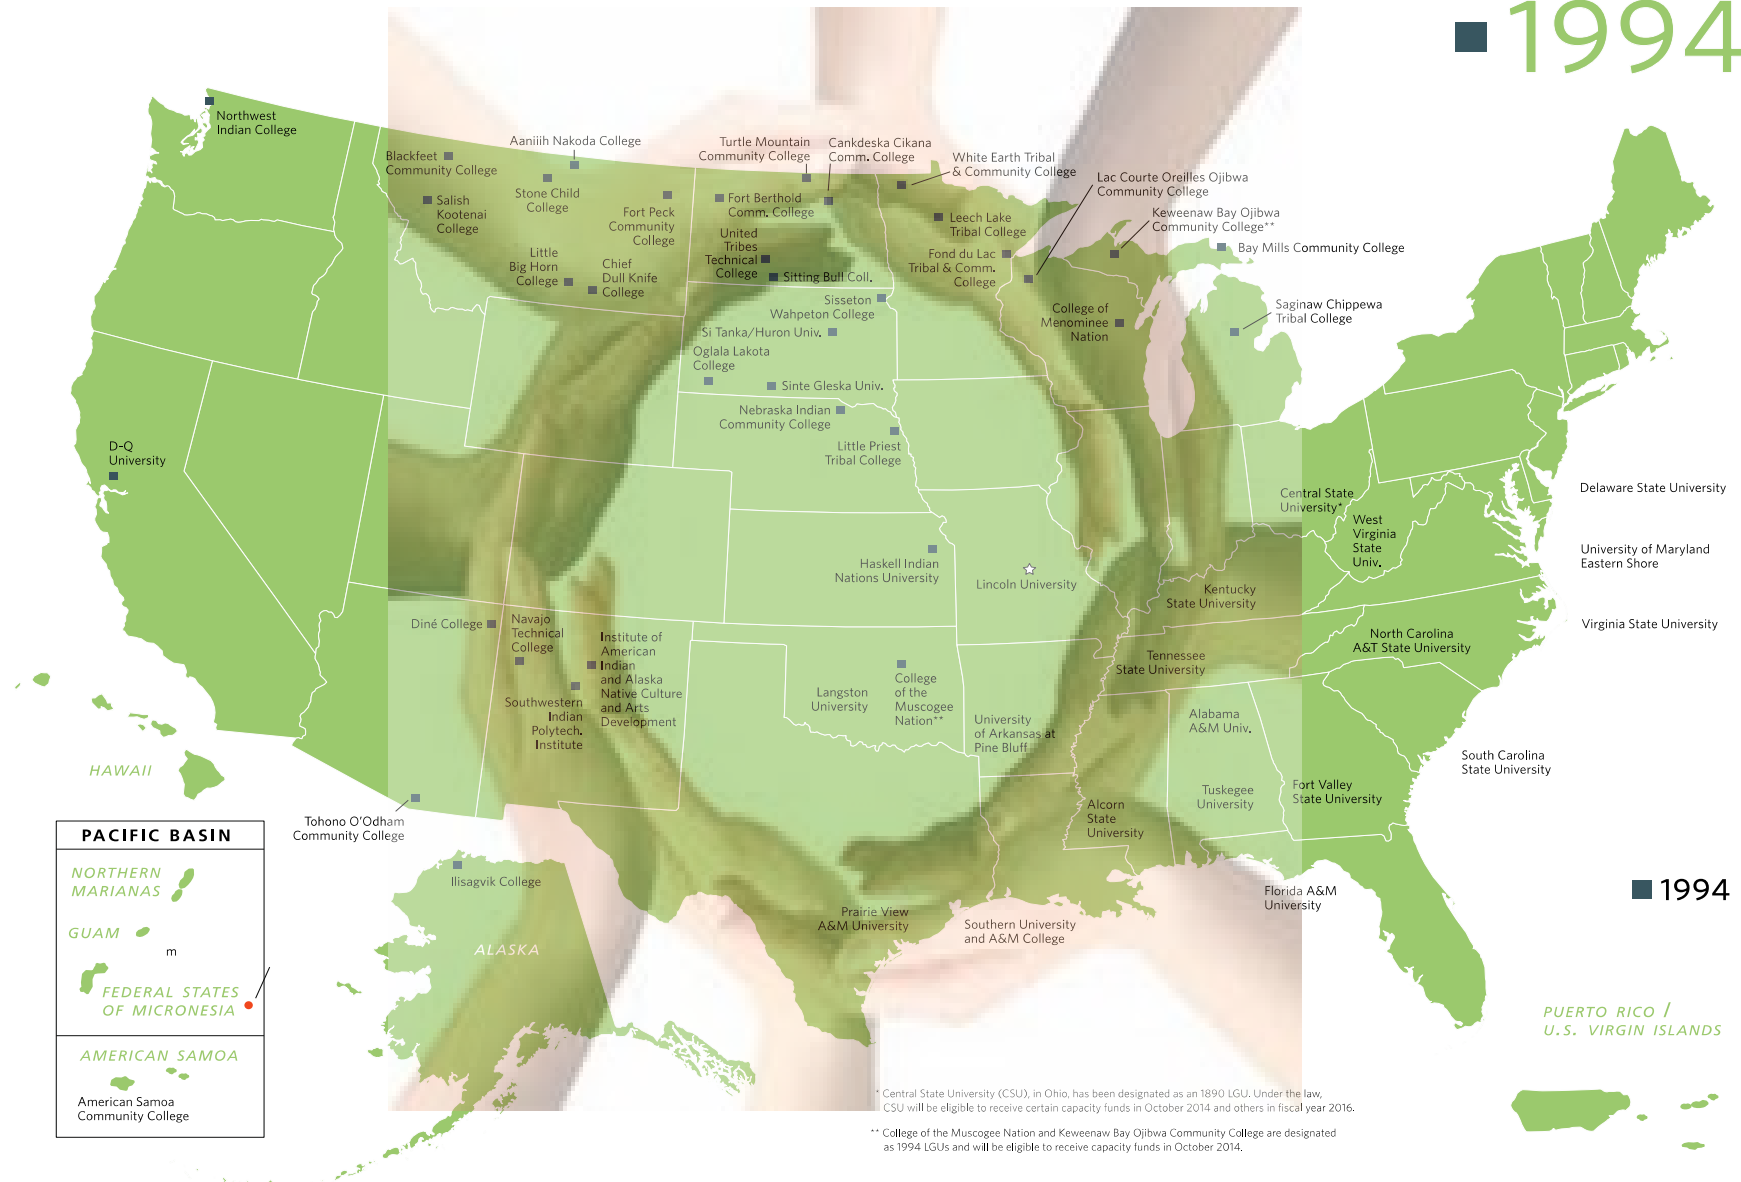 1994
Northwest
Indian College
Blackfeet
Community College
Aaniiih Nakoda College
Salish
Kootenai
College
Stone Child
College
Fort Peck
Community
College
Little
Big Horn
College
Chief
Dull Knife
College
Turtle Mountain
Community College
Cankdeska Cikana
Comm. College
Fort Berthold
Comm. College
United
Tribes
Technical
College
Sitting Bull Coll.
White Earth Tribal
& Community College
Leech Lake
Tribal College
Fond du Lac
Tribal & Comm.
College
Lac Courte Oreilles Ojibwa
Community College
Keweenaw Bay Ojibwa
Community College**
Bay Mills Community College
Saginaw Chippewa
Tribal College
College of
Menominee
Nation
Sisseton
Wahpeton College
Si Tanka/Huron Univ.
Oglala Lakota
College
Sinte Gleska Univ.
Nebraska Indian
Community College
Little Priest
Tribal College
D-Q
University
Central State
University*
West
Virginia
State
Univ.
Delaware State University
University of Maryland
Eastern Shore
Virginia State University
Haskell Indian
Nations University
Lincoln University
Kentucky
State University
North Carolina
A&T State University
Tennessee
State University
Diné College
Navajo
Technical
College
Institute of
American
Indian
and Alaska
Native Culture
and Arts
Development
Southwestern
Indian
Polytech.
Institute
Langston
University
College
of the
Muscogee
Nation**
University
of Arkansas at
Pine Bluff
Alabama
A&M Univ.
Tuskegee
University
Fort Valley
State University
South Carolina
State University
Alcorn
State
University
Tohono O'Odham
Community College
Ilisagvik College
ALASKA
Prairie View
A&M University
Southern University
and A&M College
Florida A&M
University
1994
HAWAII
PACIFIC BASIN
NORTHERN
MARIANAS
GUAM
m
FEDERAL STATES
OF MICRONESIA
AMERICAN SAMOA
American Samoa
Community College
PUERTO RICO /
U.S. VIRGIN ISLANDS
* Central State University (CSU), in Ohio, has been designated as an 1890 LGU. Under the law,
CSU will be eligible to receive certain capacity funds in October 2014 and others in fiscal year 2016.
** College of the Muscogee Nation and Keweenaw Bay Ojibwa Community College are designated
as 1994 LGUs and will be eligible to receive capacity funds in October 2014.